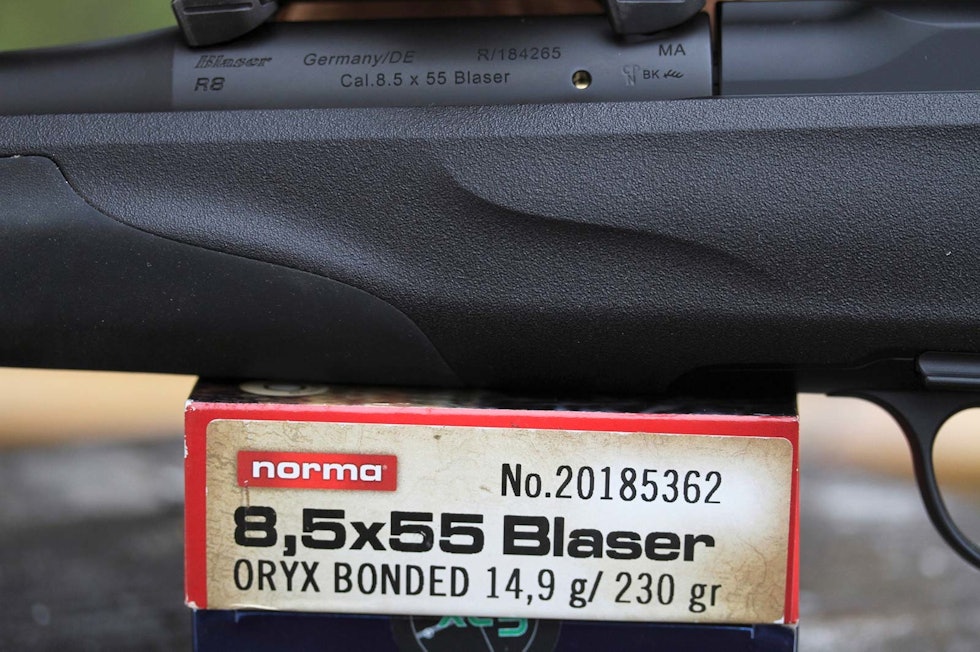 Blaser Germany/DE R/184265 MA
R8 Cal.8.5 x 55 Blaser BK
norma
No.20185362
8,5x55 Blaser
ORYX BONDED 14,9 g/ 230 gr